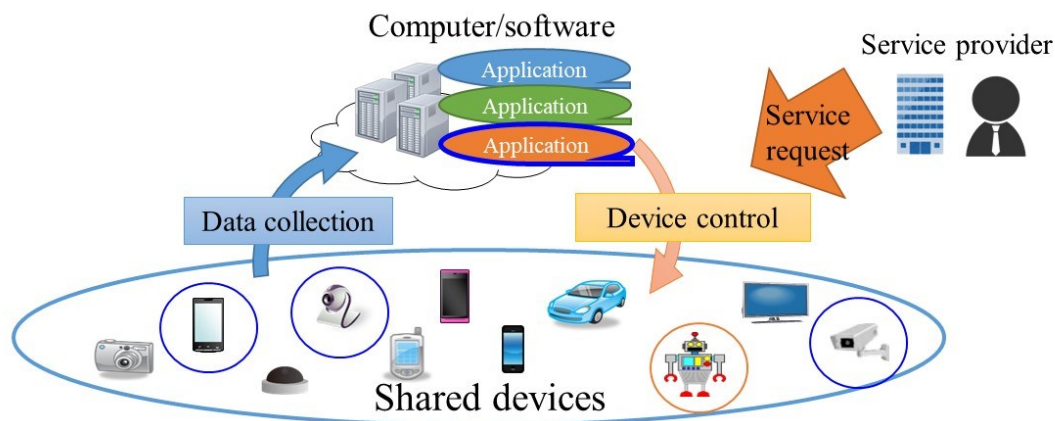 Computer/software
Service provider
Application
Application
Application
Service
request
Data collection
Device control
Shared devices